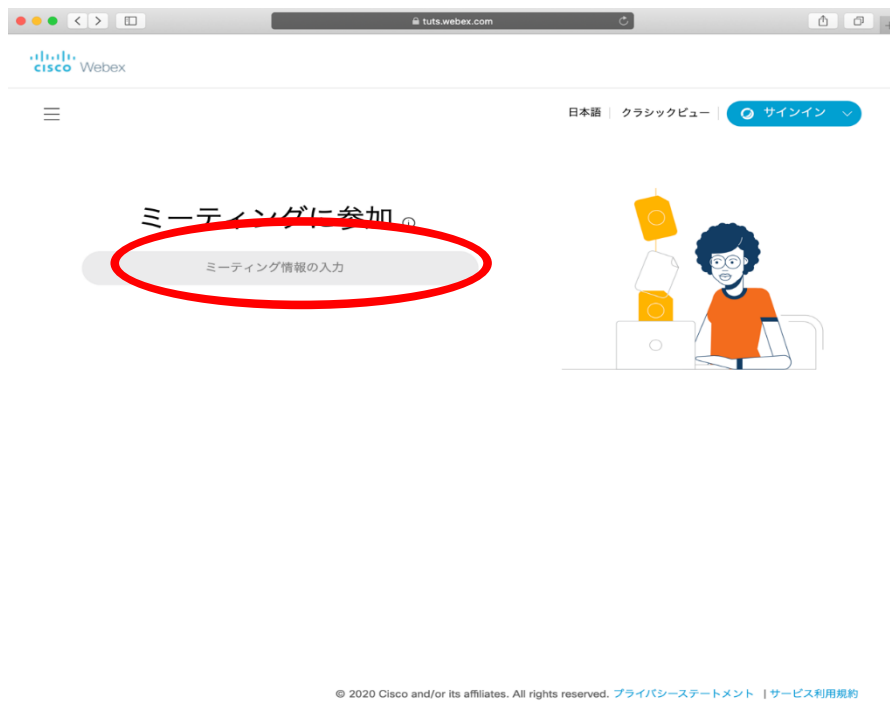 tuts.webex.com
cisco Webex
日本語 クラシックビュー サインイン
ミーティングに参加
ミーティング情報の入力
© 2020 Cisco and/or its affiliates. All rights reserved. プライバシーステートメント | サービス利用規約